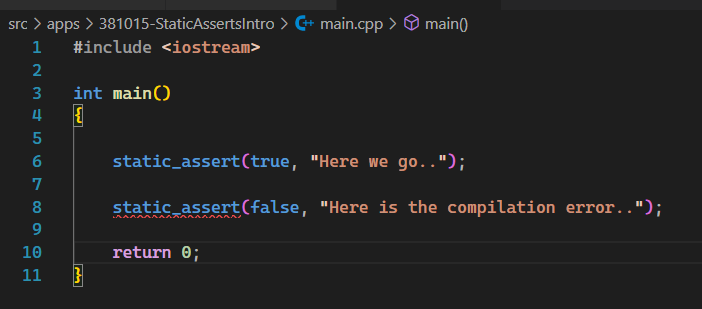 src > apps > 381015-StaticAssertsIntro > main.cpp > main()
1 #include <iostream>
2
3 int main()
4 {
5
6 static_assert(true, "Here we go..");
7
8 static_assert(false, "Here is the compilation error..");
9
10 return 0;
11 }